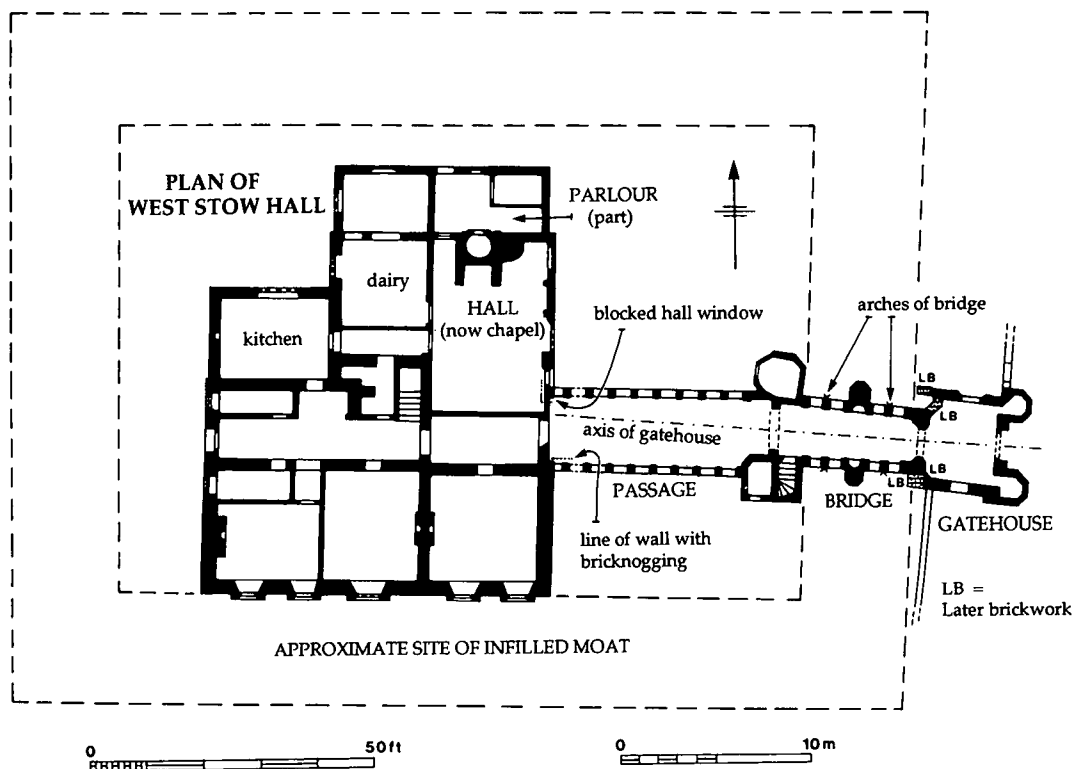 PLAN OF
WEST STOW HALL
PARLOUR
(part)
dairy
HALL
(now chapel)
kitchen
blocked hall window
arches of bridge
LB
LB
axis of gatehouse
LB
LB
PASSAGE
BRIDGE
GATEHOUSE
line of wall with
bricknogging
LB =
Later brickwork
APPROXIMATE SITE OF INFILLED MOAT
0
50ft
0
10m